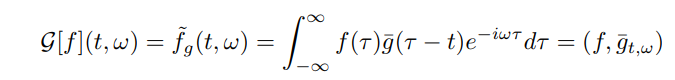 𝒢[f](t, ω) = f̃_g(t, ω) = ∫_{-∞}^{∞} f(τ)ḡ(τ − t)e^{−iωτ}dτ = (f, ḡ_{t,ω})